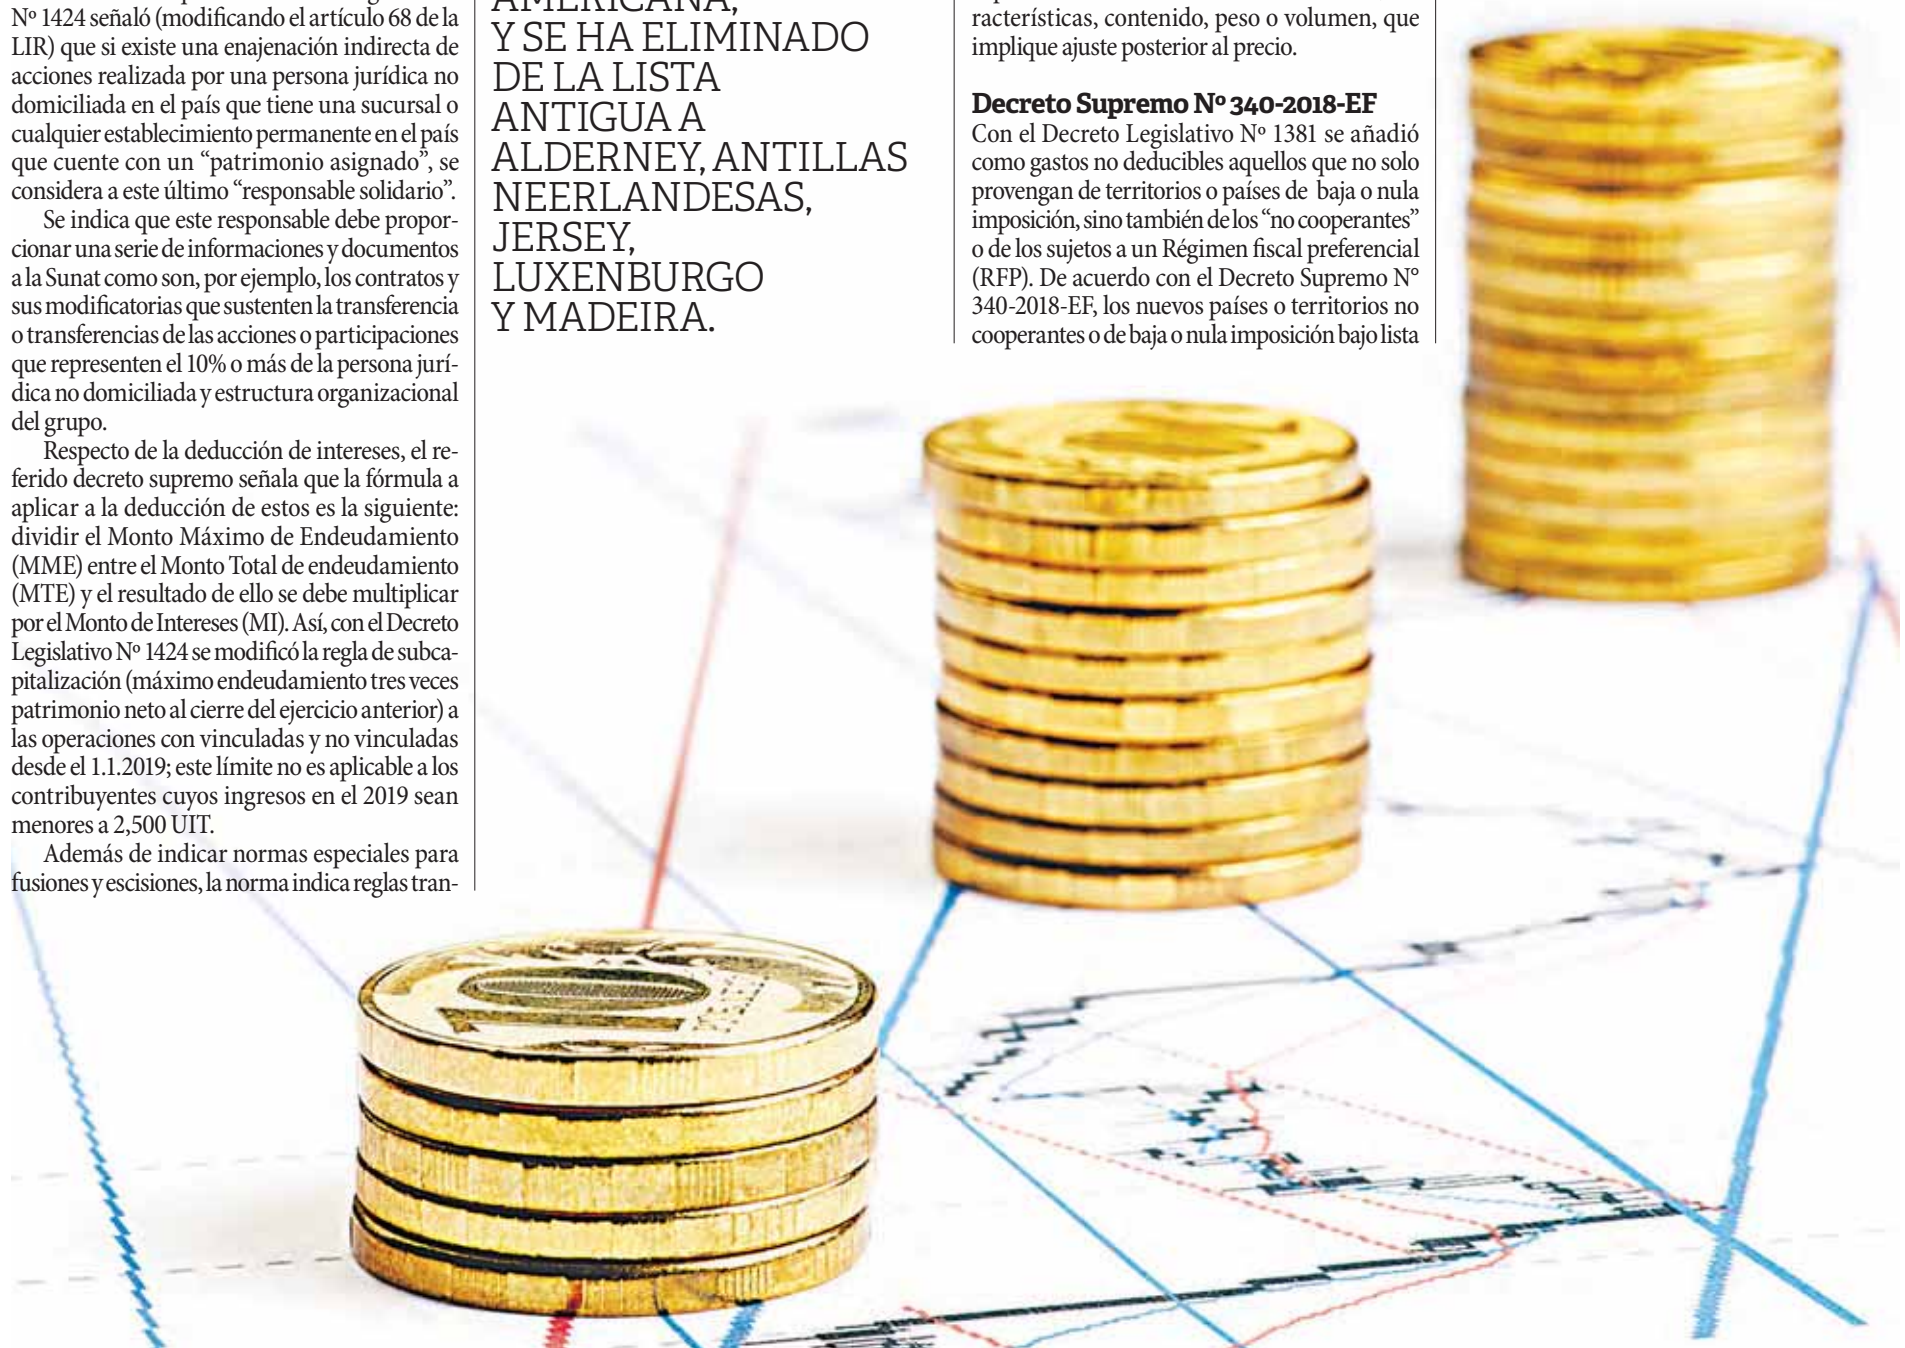 Nº 1424 señaló (modificando el artículo 68 de la
LIR) que si existe una enajenación indirecta de
acciones realizada por una persona jurídica no
domiciliada en el país que tiene una sucursal o
cualquier establecimiento permanente en el país
que cuente con un “patrimonio asignado”, se
considera a este último “responsable solidario”.
Se indica que este responsable debe propor-
cionar una serie de informaciones y documentos
a la Sunat como son, por ejemplo, los contratos y
sus modificatorias que sustenten la transferencia
o transferencias de las acciones o participaciones
que representen el 10% o más de la persona jurí-
dica no domiciliada y estructura organizacional
del grupo.
Respecto de la deducción de intereses, el re-
ferido decreto supremo señala que la fórmula a
aplicar a la deducción de estos es la siguiente:
dividir el Monto Máximo de Endeudamiento
(MME) entre el Monto Total de endeudamiento
(MTE) y el resultado de ello se debe multiplicar
por el Monto de Intereses (MI). Así, con el Decreto
Legislativo Nº 1424 se modificó la regla de subca-
pitalización (máximo endeudamiento tres veces
patrimonio neto al cierre del ejercicio anterior) a
las operaciones con vinculadas y no vinculadas
desde el 1.1.2019; este límite no es aplicable a los
contribuyentes cuyos ingresos en el 2019 sean
menores a 2,500 UIT.
Además de indicar normas especiales para
fusiones y escisiones, la norma indica reglas tran-
AMERICANA,
Y SE HA ELIMINADO
DE LA LISTA
ANTIGUA A
ALDERNEY, ANTILLAS
NEERLANDESAS,
JERSEY,
LUXENBURGO
Y MADEIRA.
racterísticas, contenido, peso o volumen, que
implique ajuste posterior al precio.
Decreto Supremo Nº 340-2018-EF
Con el Decreto Legislativo Nº 1381 se añadió
como gastos no deducibles aquellos que no solo
provengan de territorios o países de baja o nula
imposición, sino también de los “no cooperantes”
o de los sujetos a un Régimen fiscal preferencial
(RFP). De acuerdo con el Decreto Supremo N°
340-2018-EF, los nuevos países o territorios no
cooperantes o de baja o nula imposición bajo lista
10